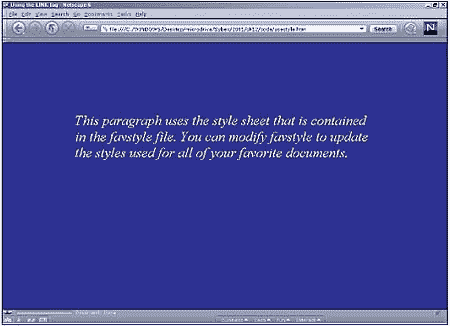 Using the LINK tag - Netscape 6
File Edit View Search Go Bookmarks Tasks Help
Search
N
This paragraph uses the style sheet that is contained
in the favstyle file. You can modify favstyle to update
the styles used for all of your favorite documents.